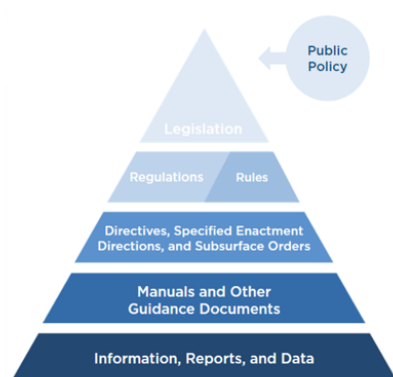 Public
Policy
Legislation
Regulations
Rules
Directives, Specified Enactment
Directions, and Subsurface Orders
Manuals and Other
Guidance Documents
Information, Reports, and Data